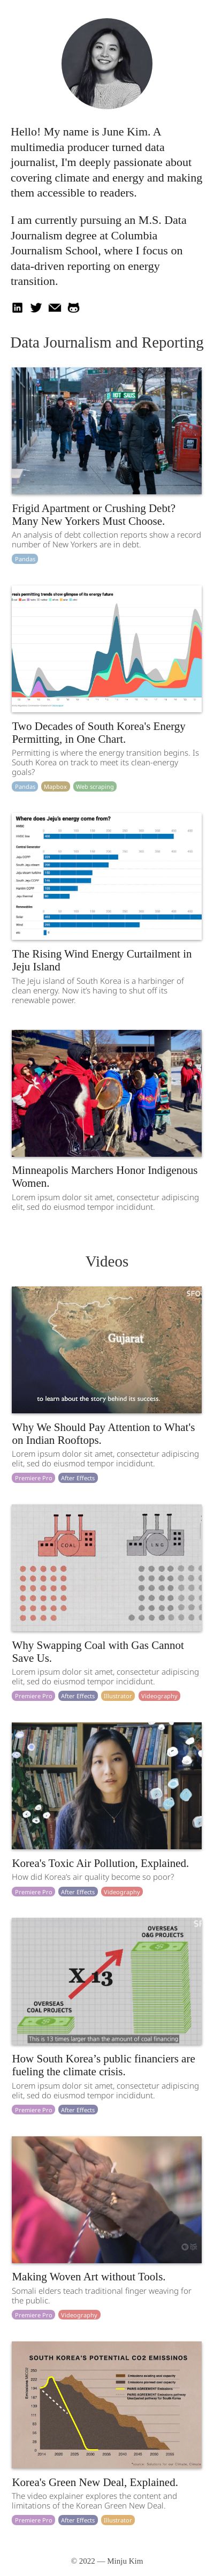 Hello! My name is June Kim. A
multimedia producer turned data
journalist, I'm deeply passionate about
covering climate and energy and making
them accessible to readers.
I am currently pursuing an M.S. Data
Journalism degree at Columbia
Journalism School, where I focus on
data-driven reporting on energy
transition.
Data Journalism and Reporting
Frigid Apartment or Crushing Debt?
Many New Yorkers Must Choose.
An analysis of debt collection reports show a record
number of New Yorkers are in debt.
Pandas
Two Decades of South Korea's Energy
Permitting, in One Chart.
Permitting is where the energy transition begins. Is
South Korea on track to meet its clean-energy
goals?
Pandas Mapbox Web scraping
Where does Jeju's energy come from?
The Rising Wind Energy Curtailment in
Jeju Island
The Jeju island of South Korea is a harbinger of
clean energy. Now it's having to shut off its
renewable power.
Minneapolis Marchers Honor Indigenous
Women.
Lorem ipsum dolor sit amet, consectetur adipiscing
elit, sed do eiusmod tempor incididunt.
Videos
Gujarat
to learn about the story behind its success.
Why We Should Pay Attention to What's
on Indian Rooftops.
Lorem ipsum dolor sit amet, consectetur adipiscing
elit, sed do eiusmod tempor incididunt.
Premiere Pro After Effects
COAL LNG
Why Swapping Coal with Gas Cannot
Save Us.
Lorem ipsum dolor sit amet, consectetur adipiscing
elit, sed do eiusmod tempor incididunt.
Premiere Pro After Effects Illustrator Videography
Korea's Toxic Air Pollution, Explained.
How did Korea's air quality become so poor?
Premiere Pro After Effects Videography
OVERSEAS
O&G PROJECTS
X 13
OVERSEAS
COAL PROJECTS
This is 13 times larger than the amount of coal financing
How South Korea’s public financiers are
fueling the climate crisis.
Lorem ipsum dolor sit amet, consectetur adipiscing
elit, sed do eiusmod tempor incididunt.
Premiere Pro After Effects
Making Woven Art without Tools.
Somali elders teach traditional finger weaving for
the public.
Premiere Pro Videography
SOUTH KOREA'S POTENTIAL CO2 EMISSINOS
Korea's Green New Deal, Explained.
The video explainer explores the content and
limitations of the Korean Green New Deal.
Premiere Pro After Effects Illustrator
© 2022 — Minju Kim